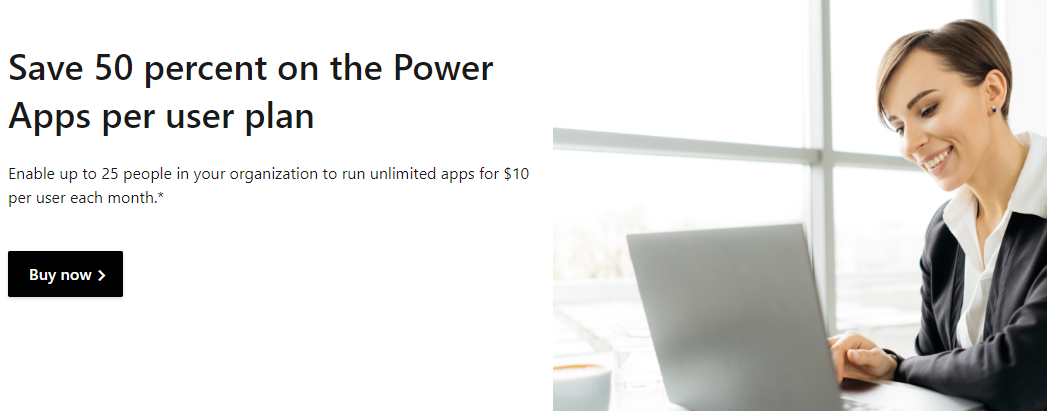 Save 50 percent on the Power
Apps per user plan
Enable up to 25 people in your organization to run unlimited apps for $10
per user each month.*
Buy now